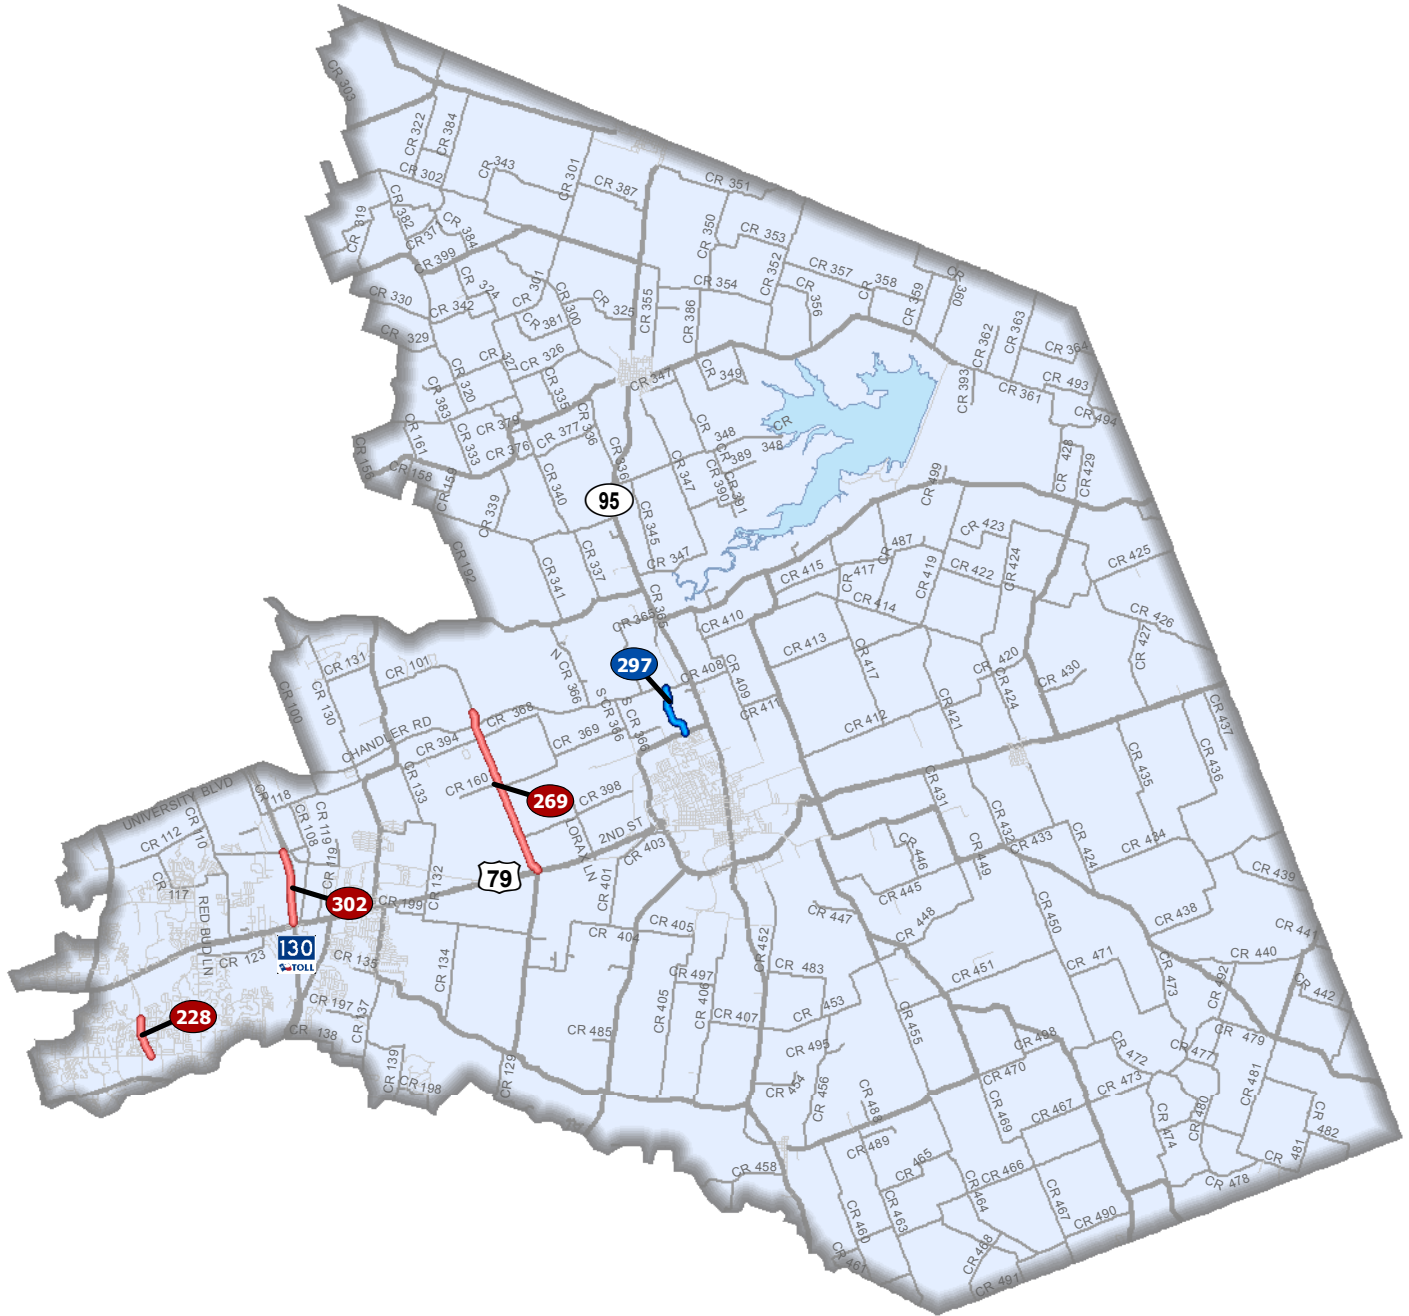 CR 303
CR 322
CR 384
CR 302
CR 343
CR 301
CR 387
CR 351
CR 319
CR 382
CR 371
CR 384
CR 399
CR 350
CR 353
CR 352
CR 357
CR 358
CR 359
CR 360
CR 330
CR 324
CR 342
CR 301
CR 300
CR 325
CR 355
CR 354
CR 386
CR 356
CR 329
CR 381
CR 327
CR 326
CR 320
CR 383
CR 335
CR 347
CR 349
CR 362
CR 363
CR 364
CR 393
CR 361
CR 493
CR 494
CR 161
CR 333
CR 379
CR 376
CR 377
CR 336
CR 336
CR 348
CR 348
CR 389
CR 390
CR 391
CR 347
CR 158
CR 158
CR 159
CR 339
CR 340
95
CR 345
CR 347
CR 499
CR 428
CR 429
CR 192
CR 341
CR 337
CR 365
CR 366
CR 410
CR 415
CR 417
CR 487
CR 414
CR 419
CR 423
CR 422
CR 424
CR 425
CR 426
CR 427
CR 131
CR 101
CR 100
CR 130
N CR 366
S CR 366
S CR 366
297
CR 408
CR 409
CR 411
CR 413
CR 417
CR 412
CR 420
CR 421
CR 424
CR 430
CR 437
CHANDLER RD
CR 368
CR 394
CR 369
CR 133
CR 160
269
CR 398
LORAX LN
2ND ST
CR 403
79
CR 401
UNIVERSITY BLVD
CR 118
CR 112
CR 110
CR 108
CR 119
CR 119
CR 117
RED BUD LN
302
CR 199
CR 132
CR 123
130
TOLL
CR 135
CR 134
CR 197
CR 137
CR 138
CR 139
CR 198
CR 129
228
CR 404
CR 405
CR 497
CR 405
CR 406
CR 407
CR 485
CR 452
CR 483
CR 453
CR 447
CR 448
CR 445
CR 446
CR 431
CR 449
CR 432
CR 433
CR 424
CR 434
CR 435
CR 436
CR 439
CR 438
CR 441
CR 440
CR 442
CR 450
CR 471
CR 451
CR 455
CR 473
CR 492
CR 479
CR 477
CR 472
CR 473
CR 498
CR 470
CR 469
CR 467
CR 474
CR 480
CR 481
CR 482
CR 481
CR 478
CR 495
CR 454
CR 456
CR 488
CR 489
CR 465
CR 466
CR 464
CR 467
CR 490
CR 458
CR 460
CR 463
CR 461
CR 468
CR 491